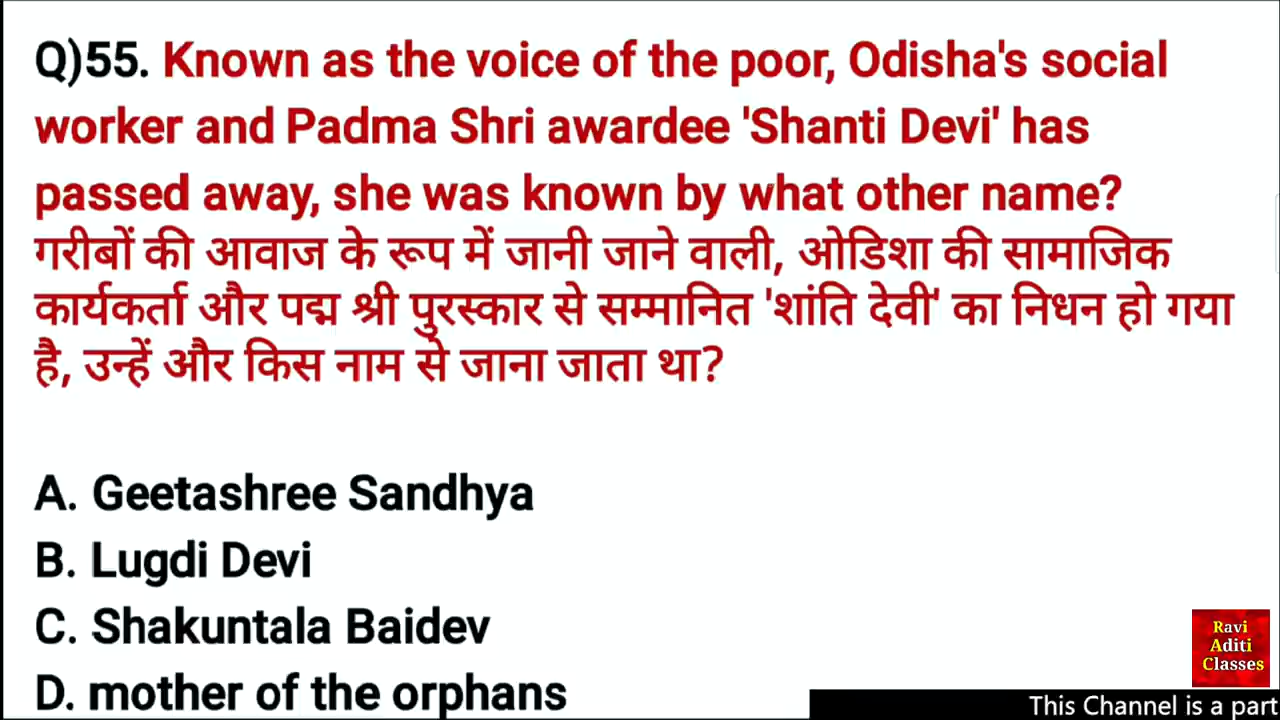 Q)55. Known as the voice of the poor, Odisha's social
worker and Padma Shri awardee 'Shanti Devi' has
passed away, she was known by what other name?
गरीबों की आवाज के रूप में जानी जाने वाली, ओडिशा की सामाजिक
कार्यकर्ता और पद्म श्री पुरस्कार से सम्मानित 'शांति देवी' का निधन हो गया
है, उन्हें और किस नाम से जाना जाता था?
A. Geetashree Sandhya
B. Lugdi Devi
C. Shakuntala Baidev
D. mother of the orphans
Ravi
Aditi
Classes
This Channel is a part